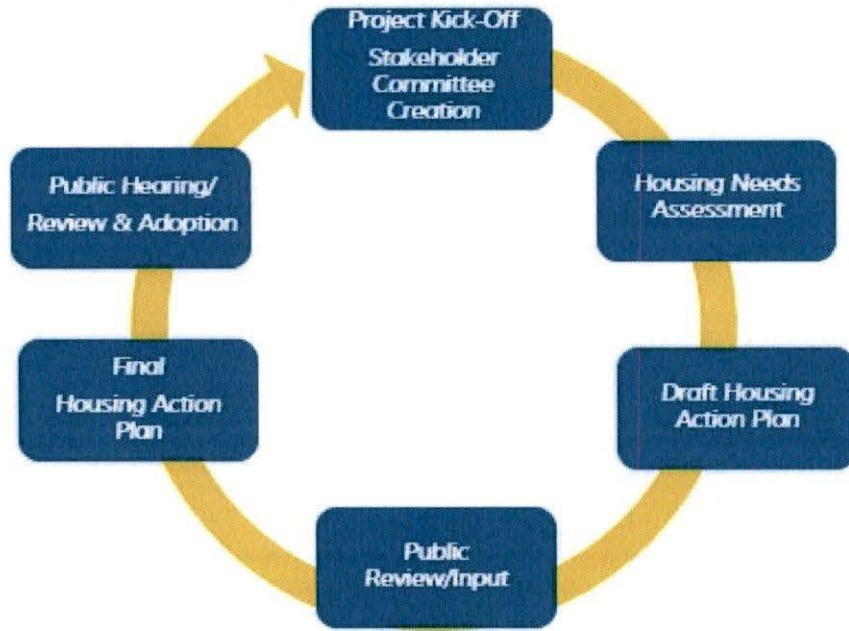 Project Kick-Off
Stakeholder
Committee
Creation
Housing Needs
Assessment
Draft Housing
Action Plan
Public
Review/Input
Final
Housing Action
Plan
Public Hearing/
Review & Adoption